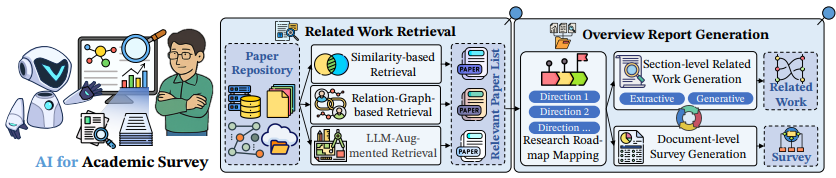 AI for Academic Survey
Related Work Retrieval
Paper
Repository
Similarity-based
Retrieval
Relation-Graph-
based Retrieval
LLM-Aug-
mented Retrieval
PAPER
PAPER
PAPER
Relevant Paper List
Overview Report Generation
Direction 1
Direction 2
Direction ...
Research Road-
map Mapping
Section-level Related
Work Generation
Extractive
Generative
Document-level
Survey Generation
Related
Work
Survey